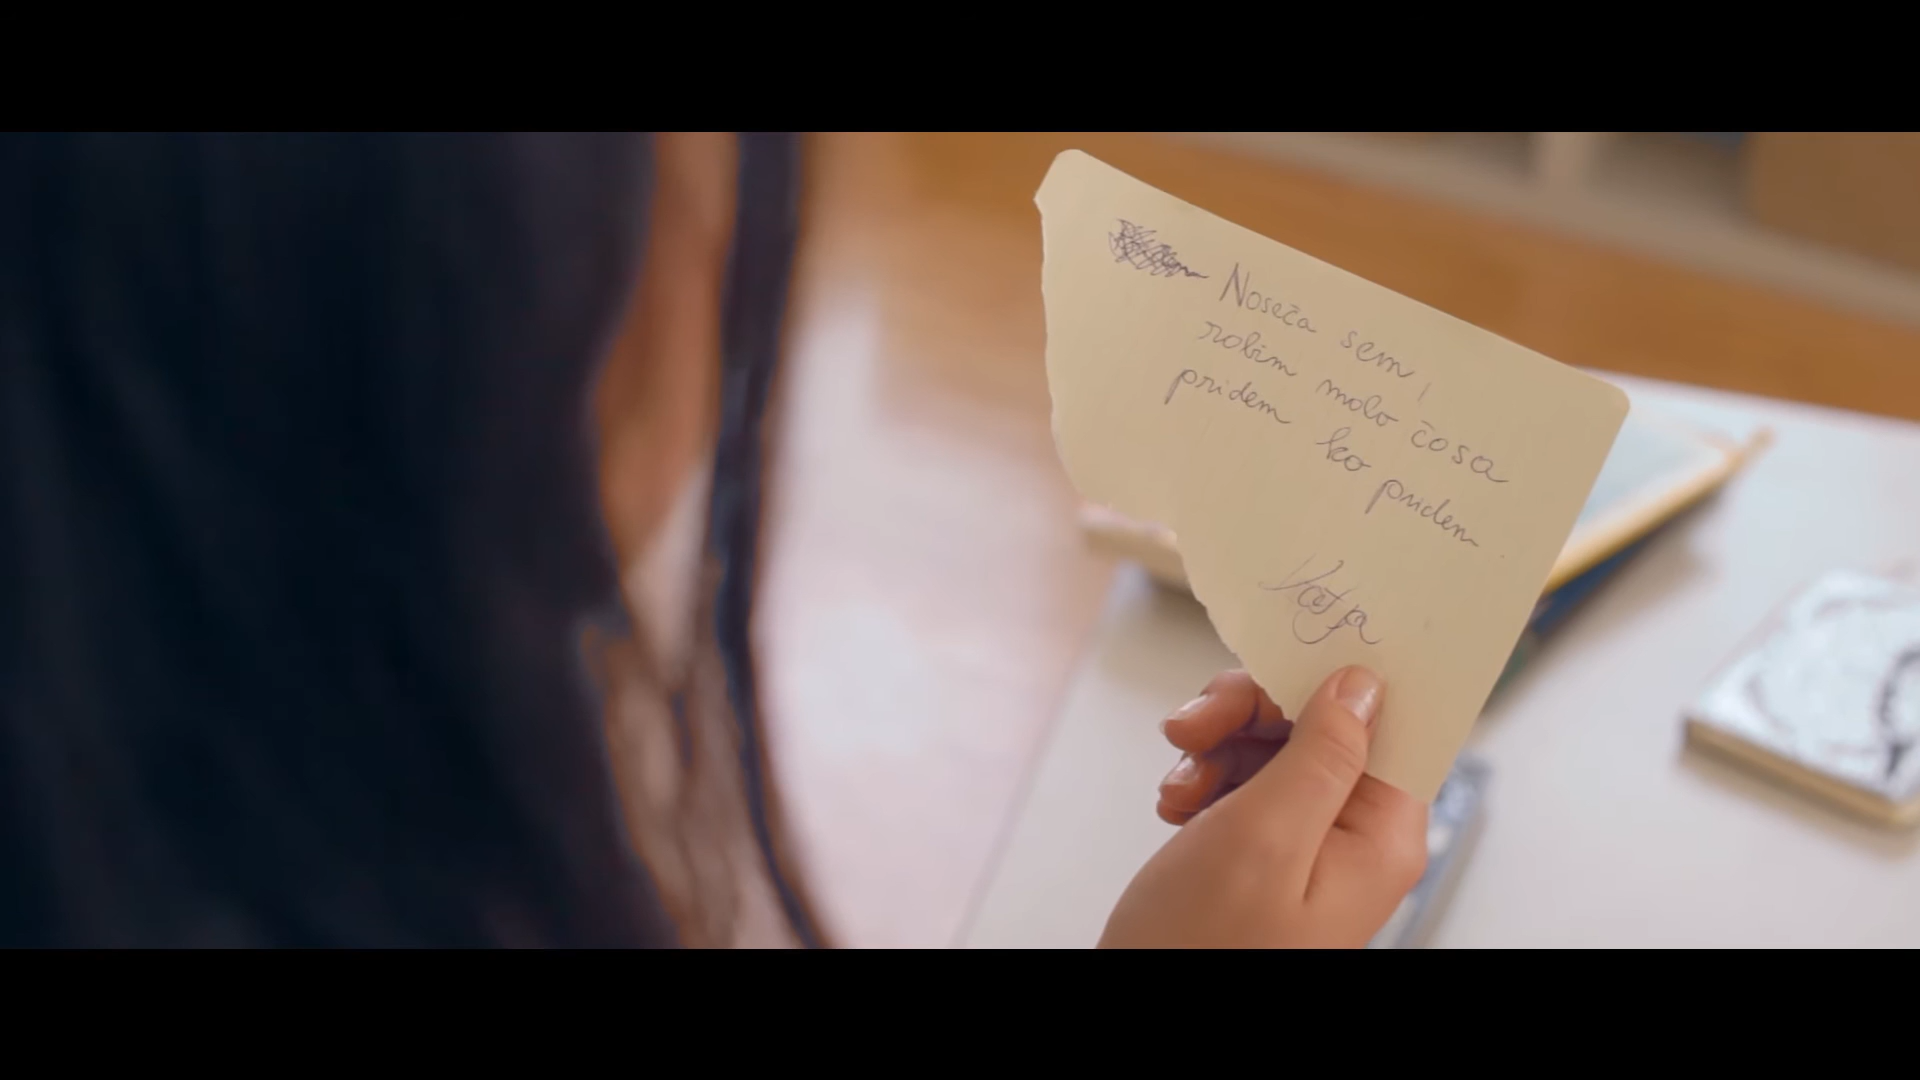 Noseča sem,
rabim malo časa
pridem ko pridem.
Katja